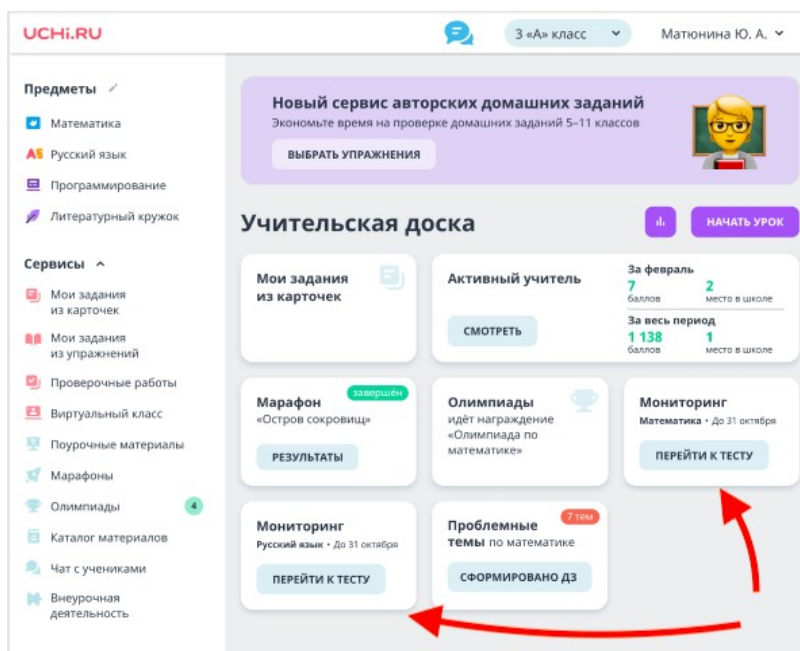 UCHi.RU
3 «А» класс
Матюнина Ю. А.
Предметы
Математика
АБ Русский язык
Программирование
Литературный кружок
Сервисы
Мои задания
из карточек
Мои задания
из упражнений
Проверочные работы
Виртуальный класс
Поурочные материалы
Марафоны
Олимпиады 4
Каталог материалов
Чат с учениками
Внеурочная
деятельность
Новый сервис авторских домашних заданий
Экономьте время на проверке домашних заданий 5–11 классов
ВЫБРАТЬ УПРАЖНЕНИЯ
Учительская доска
НАЧАТЬ УРОК
Мои задания
из карточек
Активный учитель
СМОТРЕТЬ
За февраль
7 2
баллов место в школе
За весь период
1 138 1
баллов место в школе
завершён
Марафон
«Остров сокровищ»
РЕЗУЛЬТАТЫ
Олимпиады
идёт награждение
«Олимпиада по
математике»
Мониторинг
Математика • До 31 октября
ПЕРЕЙТИ К ТЕСТУ
Мониторинг
Русский язык • До 31 октября
ПЕРЕЙТИ К ТЕСТУ
7 тем
Проблемные
темы по математике
СФОРМИРОВАНО ДЗ